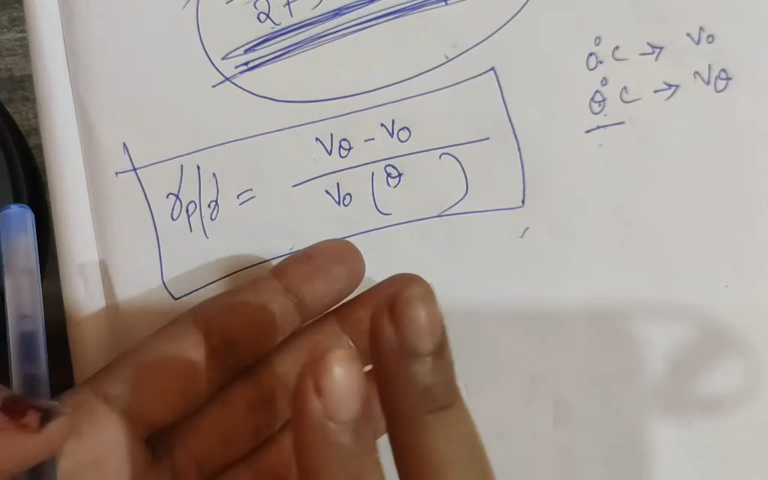 0°C → V₀
θ°C → Vθ
Vθ - V₀
γp/γ =
V₀ (θ )